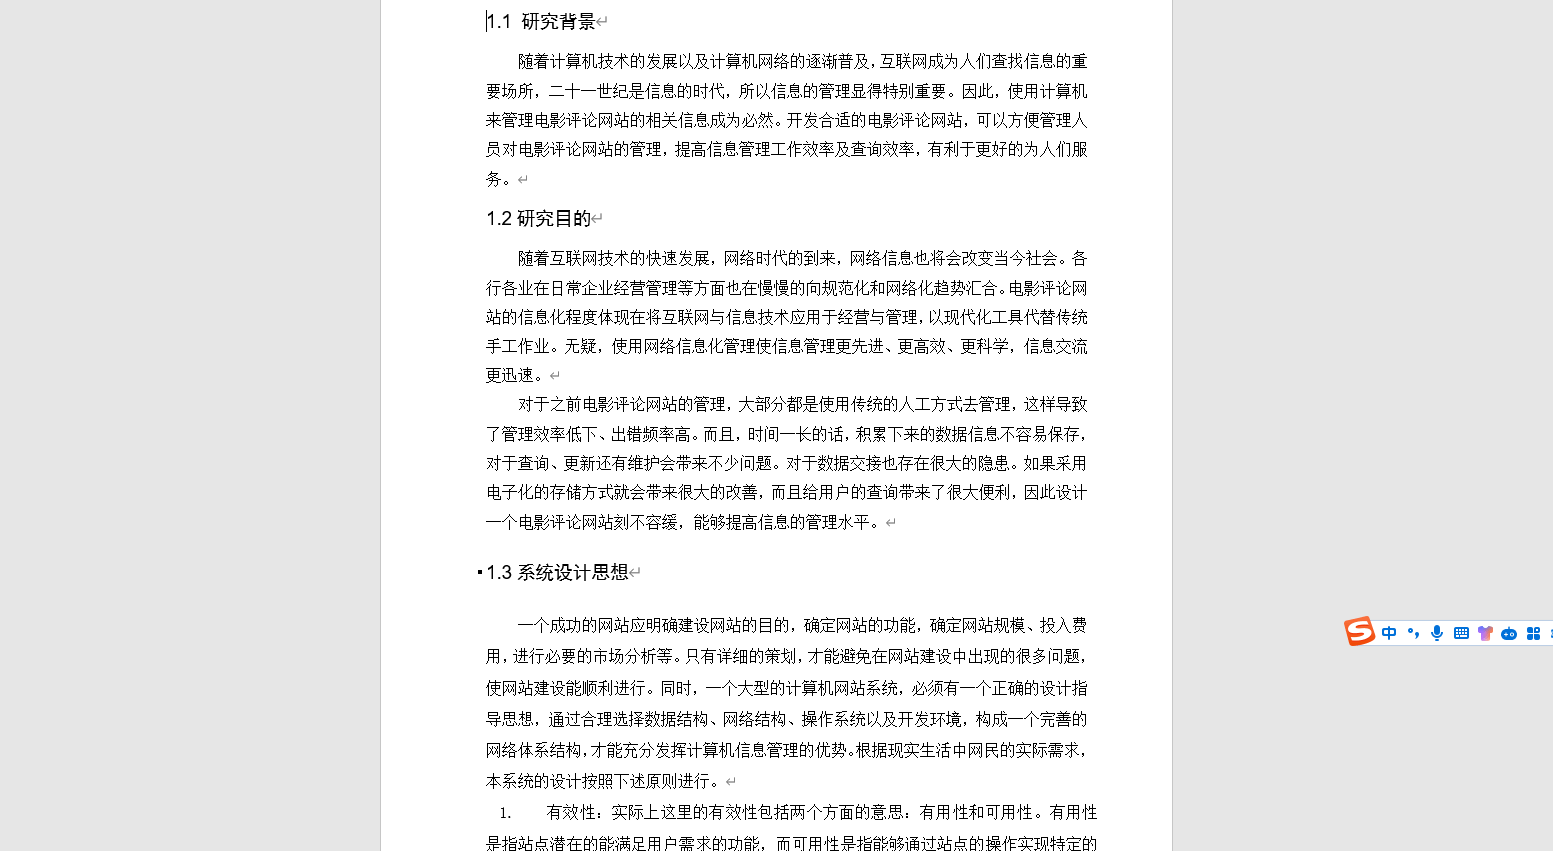 1.1 研究背景
随着计算机技术的发展以及计算机网络的逐渐普及，互联网成为人们查找信息的重
要场所，二十一世纪是信息的时代，所以信息的管理显得特别重要。因此，使用计算机
来管理电影评论网站的相关信息成为必然。开发合适的电影评论网站，可以方便管理人
员对电影评论网站的管理，提高信息管理工作效率及查询效率，有利于更好的为人们服
务。
1.2 研究目的
随着互联网技术的快速发展，网络时代的到来，网络信息也将会改变当今社会。各
行各业在日常企业经营管理等方面也在慢慢的向规范化和网络化趋势汇合。电影评论网
站的信息化程度体现在将互联网与信息技术应用于经营与管理，以现代化工具代替传统
手工作业。无疑，使用网络信息化管理使信息管理更先进、更高效、更科学，信息交流
更迅速。
对于之前电影评论网站的管理，大部分都是使用传统的人工方式去管理，这样导致
了管理效率低下、出错频率高。而且，时间一长的话，积累下来的数据信息不容易保存，
对于查询、更新还有维护会带来不少问题。对于数据交接也存在很大的隐患。如果采用
电子化的存储方式就会带来很大的改善，而且给用户的查询带来了很大便利，因此设计
一个电影评论网站刻不容缓，能够提高信息的管理水平。
1.3 系统设计思想
一个成功的网站应明确建设网站的目的，确定网站的功能，确定网站规模、投入费
用，进行必要的市场分析等。只有详细的策划，才能避免在网站建设中出现的很多问题，
使网站建设能顺利进行。同时，一个大型的计算机网站系统，必须有一个正确的设计指
导思想，通过合理选择数据结构、网络结构、操作系统以及开发环境，构成一个完善的
网络体系结构，才能充分发挥计算机信息管理的优势。根据现实生活中网民的实际需求，
本系统的设计按照下述原则进行。
1. 有效性：实际上这里的有效性包括两个方面的意思：有用性和可用性。有用性
是指站点潜在的能满足用户需求的功能，而可用性是指能够通过站点的操作实现特定的
中